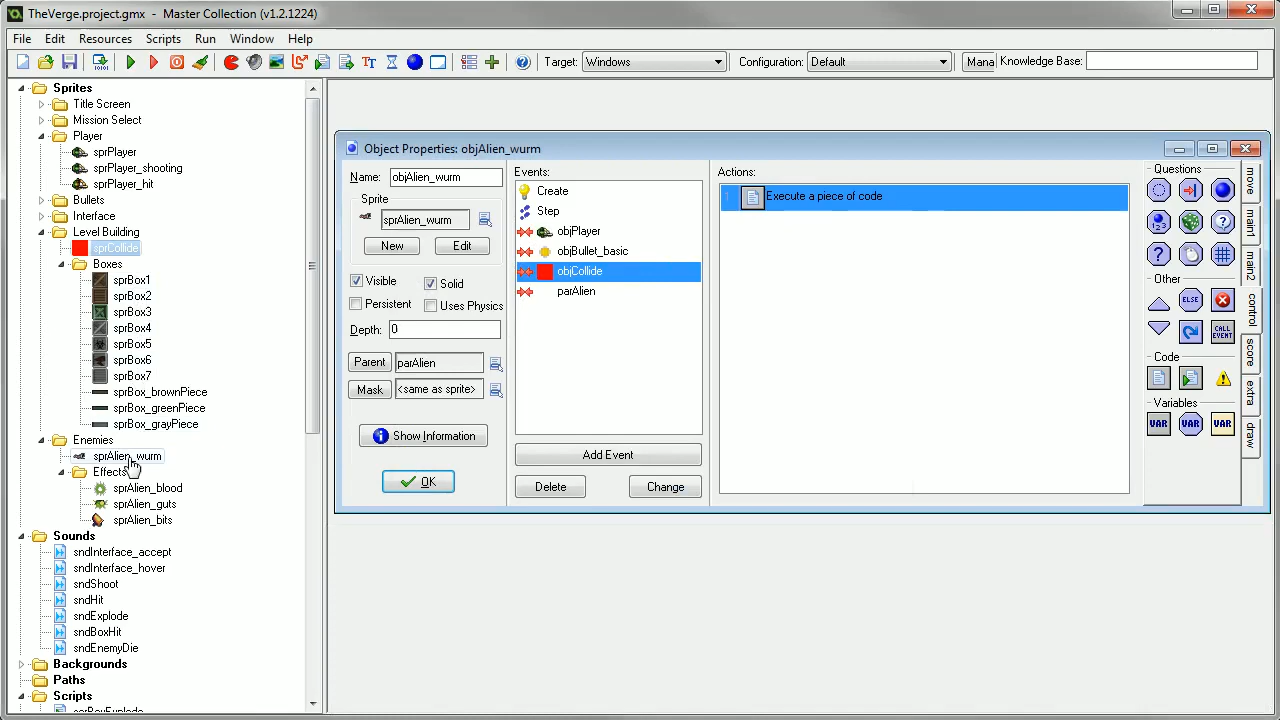 TheVerge.project.gmx - Master Collection (v1.2.1224)
File Edit Resources Scripts Run Window Help
Target: Windows Configuration: Default Mana Knowledge Base:
Sprites
Title Screen
Mission Select
Player
sprPlayer
sprPlayer_shooting
sprPlayer_hit
Bullets
Interface
Level Building
sprCollide
Boxes
sprBox1
sprBox2
sprBox3
sprBox4
sprBox5
sprBox6
sprBox7
sprBox_brownPiece
sprBox_greenPiece
sprBox_grayPiece
Enemies
sprAlien_wurm
Effects
sprAlien_blood
sprAlien_guts
sprAlien_bits
Sounds
sndInterface_accept
sndInterface_hover
sndShoot
sndHit
sndExplode
sndBoxHit
sndEnemyDie
Backgrounds
Paths
Scripts
scrBoxExplode
Object Properties: objAlien_wurm
Name: objAlien_wurm
Sprite
sprAlien_wurm
New Edit
Visible Solid
Persistent Uses Physics
Depth: 0
Parent parAlien
Mask <same as sprite>
Show Information
OK
Events:
Create
Step
objPlayer
objBullet_basic
objCollide
parAlien
Add Event
Delete Change
Actions:
1 Execute a piece of code
Questions
Other
ELSE
CALL EVENT
Code
Variables
VAR VAR VAR
move
main1
main2
control
score
extra
draw